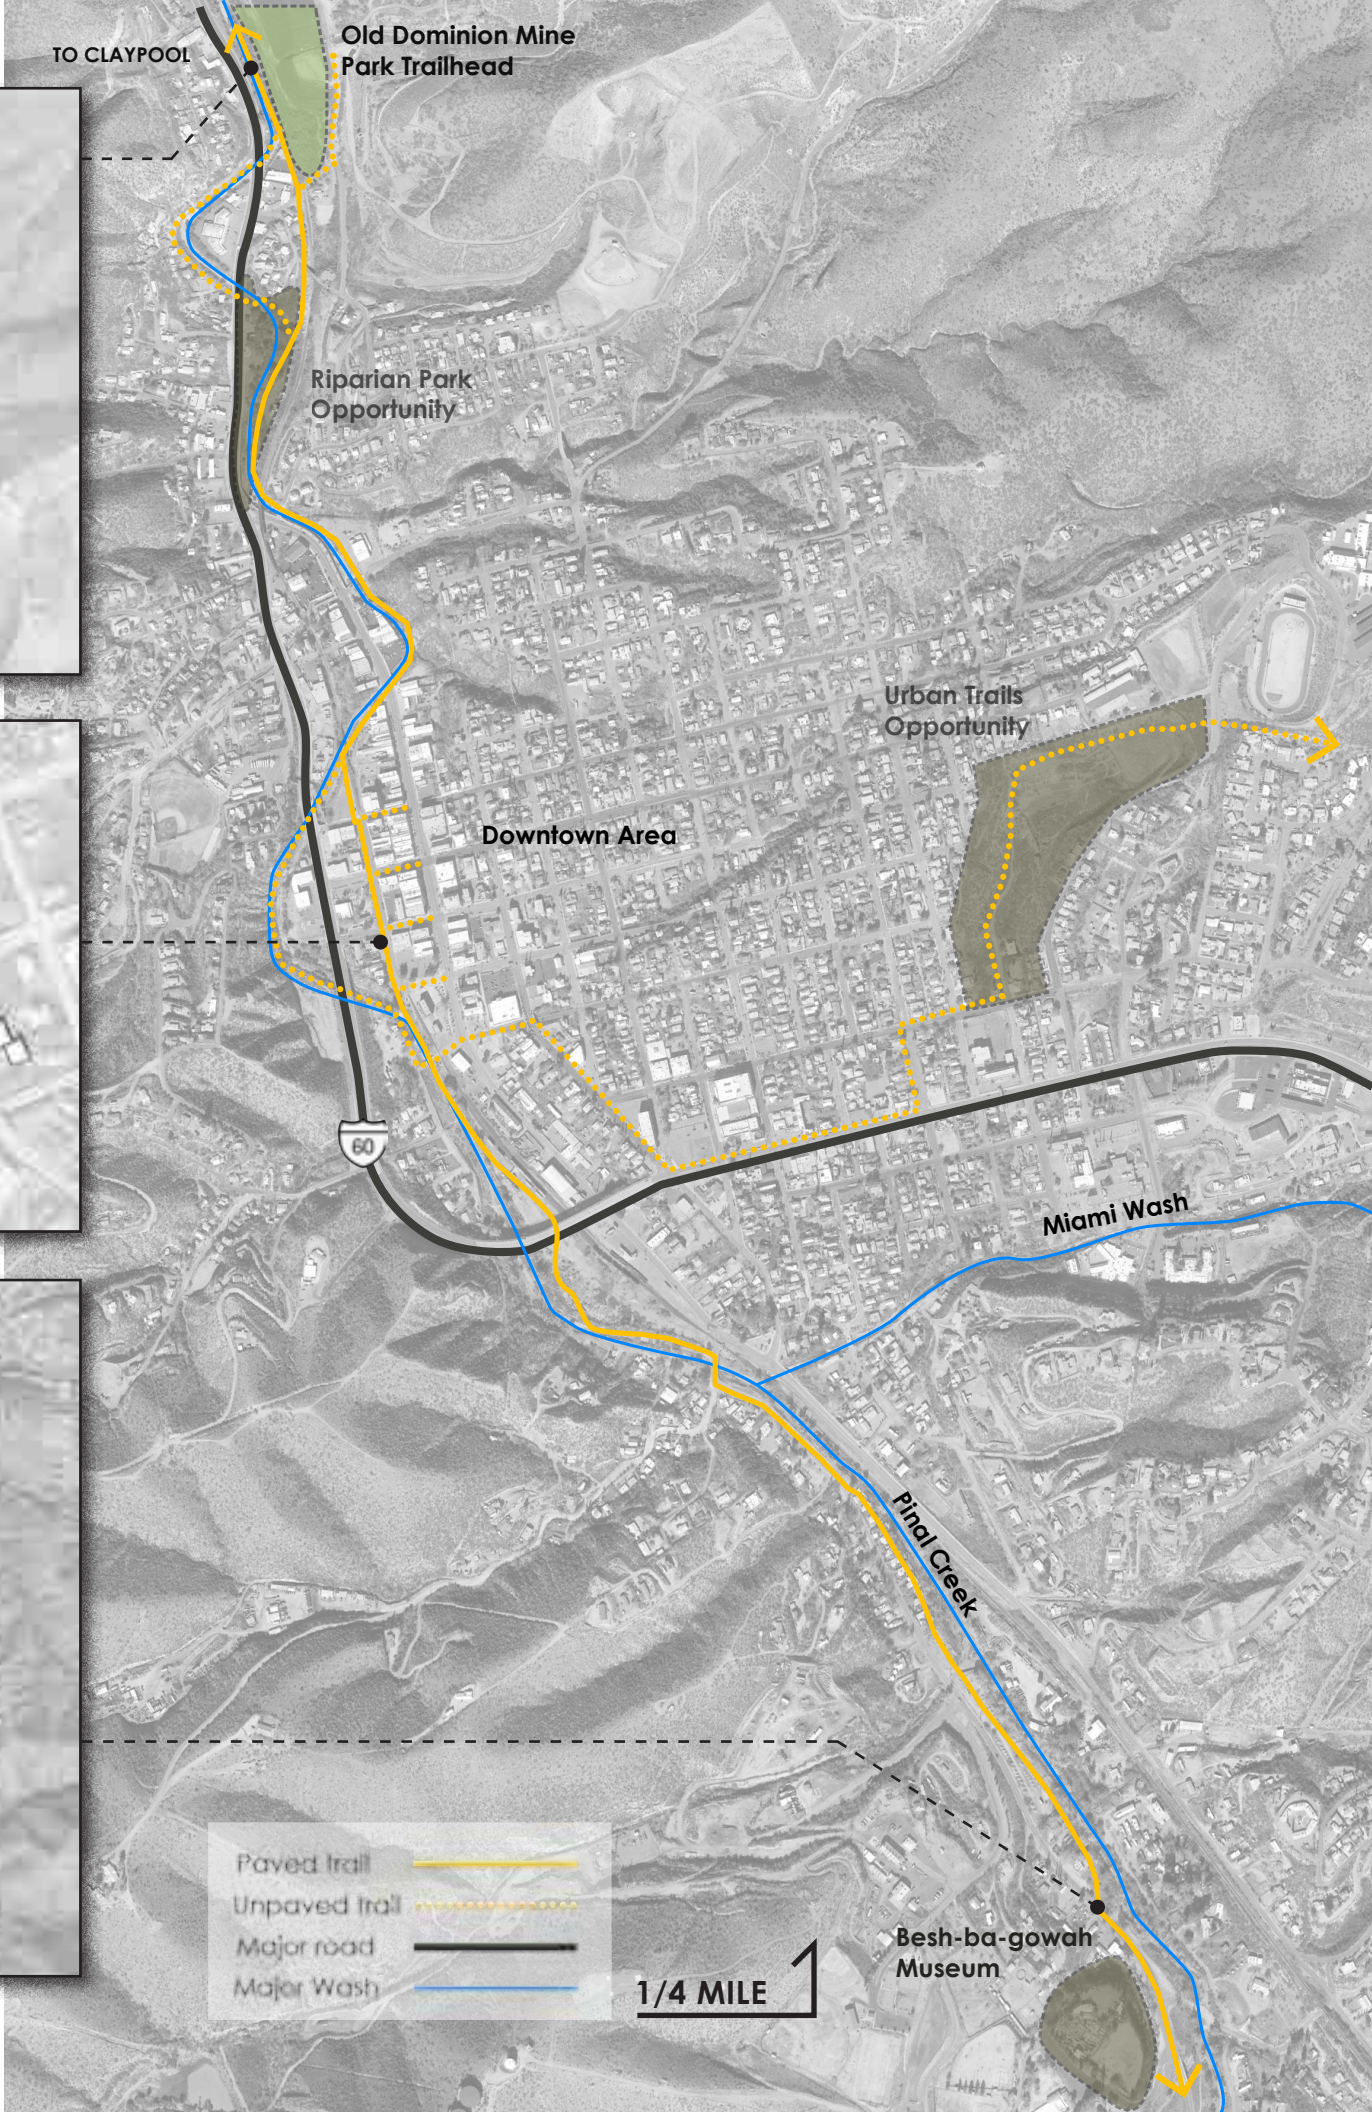 Old Dominion Mine
Park Trailhead
TO CLAYPOOL
Riparian Park
Opportunity
Urban Trails
Opportunity
Downtown Area
60
Miami Wash
Pinal Creek
Paved trail
Unpaved trail
Major road
Major Wash
Besh-ba-gowah
Museum
1/4 MILE